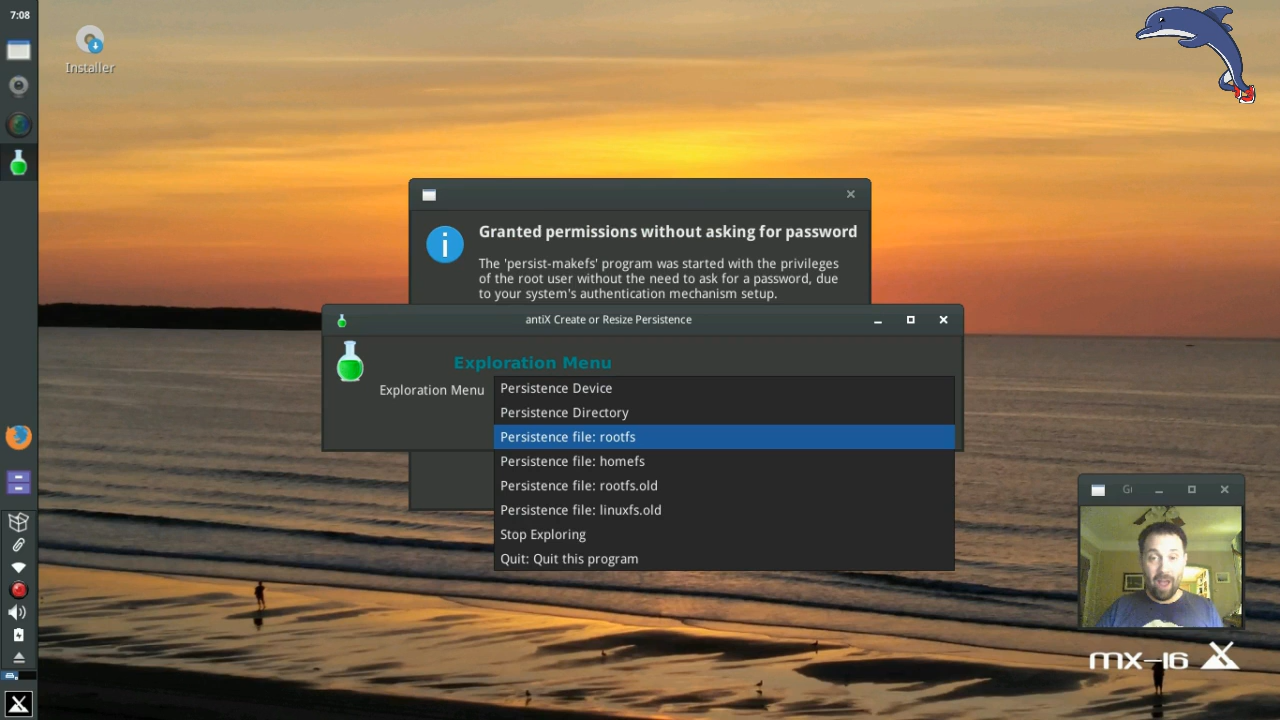 7:08
Installer
Granted permissions without asking for password
The 'persist-makefs' program was started with the privileges
of the root user without the need to ask for a password, due
to your system's authentication mechanism setup.
antiX Create or Resize Persistence
Exploration Menu
Exploration Menu
Persistence Device
Persistence Directory
Persistence file: rootfs
Persistence file: homefs
Persistence file: rootfs.old
Persistence file: linuxfs.old
Stop Exploring
Quit: Quit this program
mx-16